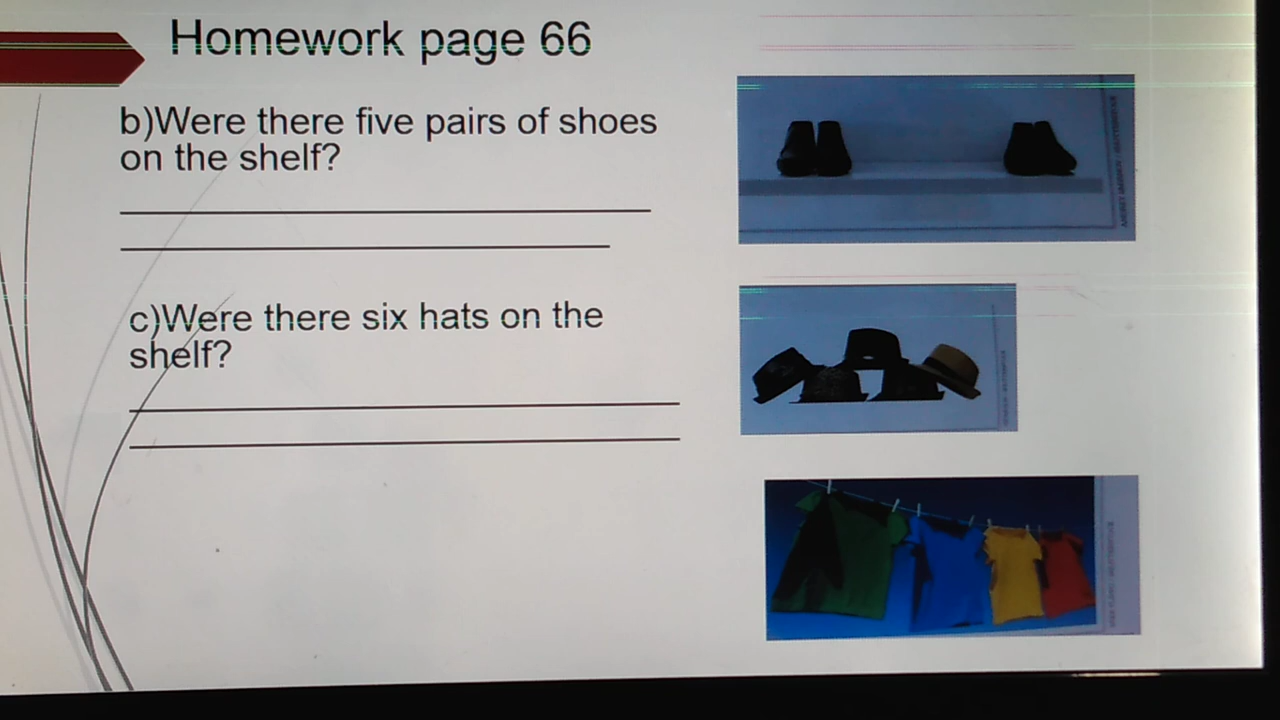 Homework page 66
b)Were there five pairs of shoes
on the shelf?
c)Were there six hats on the
shelf?